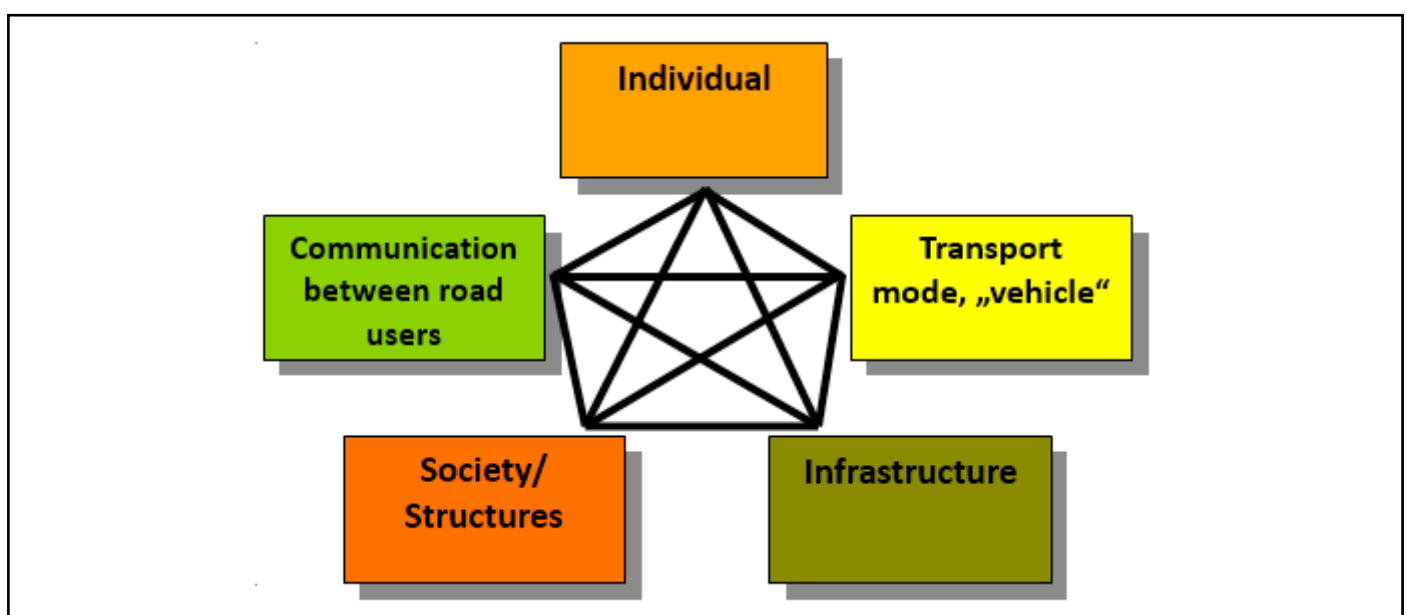 Individual
Communication
between road
users
Transport
mode, „vehicle“
Society/
Structures
Infrastructure